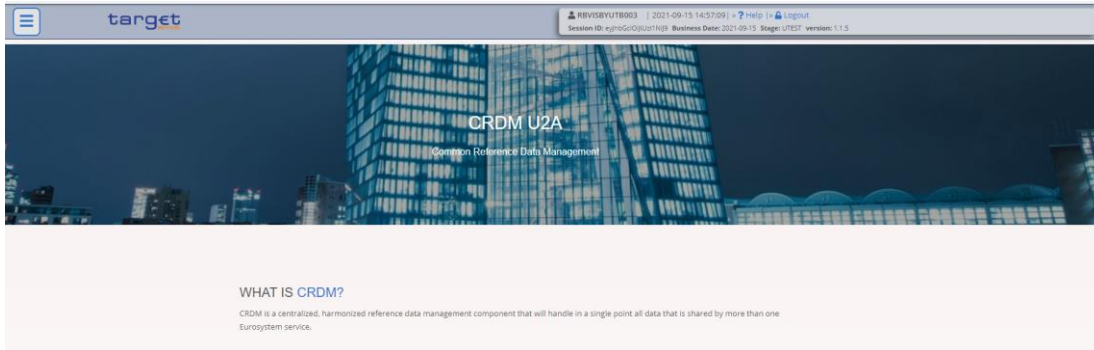 target
RBVISBYUTB003 | 2021-09-15 14:57:09 | » ? Help | » Logout
Business Date: 2021-09-15 Stage: UTEST version: 1.1.5
CRDM U2A
Common Reference Data Management
WHAT IS CRDM?
CRDM is a centralized, harmonized reference data management component that will handle in a single point all data that is shared by more than one
Eurosystem service.